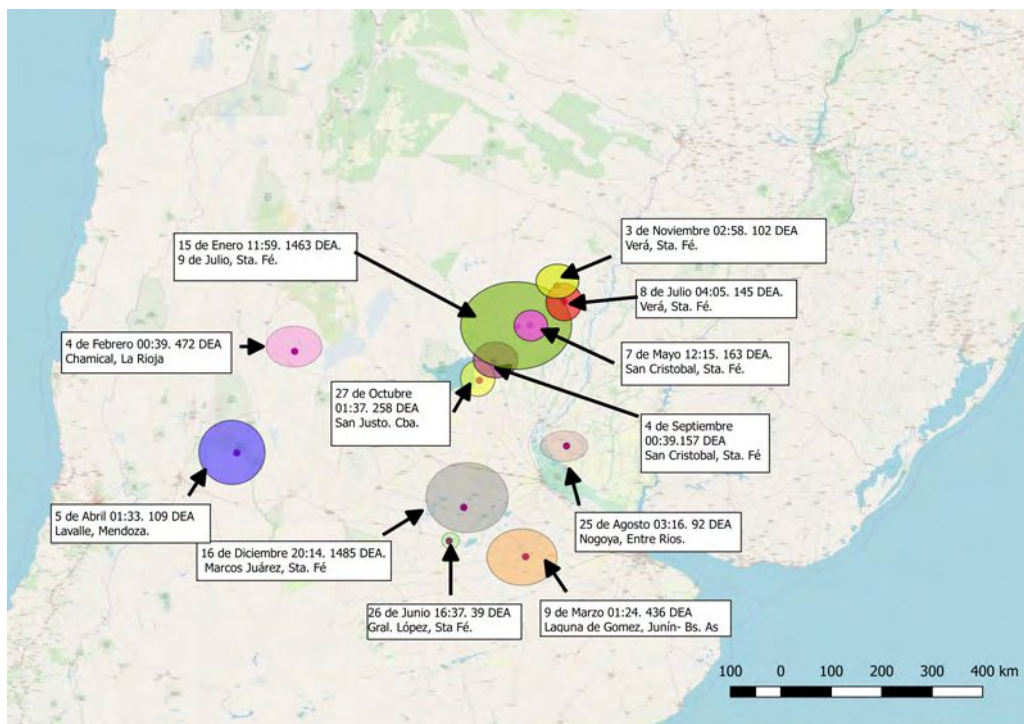 3 de Noviembre 02:58. 102 DEA
Verá, Sta. Fé.
15 de Enero 11:59. 1463 DEA.
9 de Julio, Sta. Fé.
8 de Julio 04:05. 145 DEA.
Verá, Sta. Fé.
4 de Febrero 00:39. 472 DEA
Chamical, La Rioja
7 de Mayo 12:15. 163 DEA.
San Cristobal, Sta. Fé.
27 de Octubre
01:37. 258 DEA
San Justo. Cba.
4 de Septiembre
00:39.157 DEA
San Cristobal, Sta. Fé
5 de Abril 01:33. 109 DEA
Lavalle, Mendoza.
25 de Agosto 03:16. 92 DEA
Nogoya, Entre Rios.
16 de Diciembre 20:14. 1485 DEA.
Marcos Juárez, Sta. Fé
26 de Junio 16:37. 39 DEA
Gral. López, Sta Fé.
9 de Marzo 01:24. 436 DEA
Laguna de Gomez, Junín- Bs. As
100 0 100 200 300 400 km